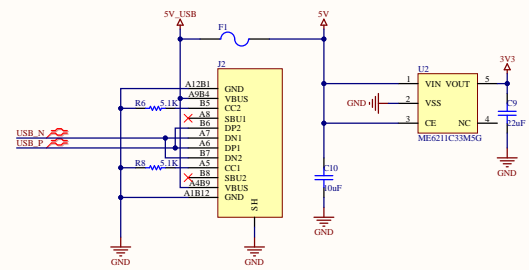 5V_USB
F1
5V
J2
A12B1 GND
A9B4 VBUS
R6 5.1K B5 CC2
A8 SBU1
B6 DP2
USB_N A7 DN1
USB_P A6 DP1
B7 DN2
R8 5.1K A5 CC1
B8 SBU2
A4B9 VBUS
A1B12 GND
SH
GND
GND
U2
3V3
1 VIN VOUT 5
GND 2 VSS
3 CE NC 4
ME6211C33M5G
C9
22uF
GND
C10
10uF
GND